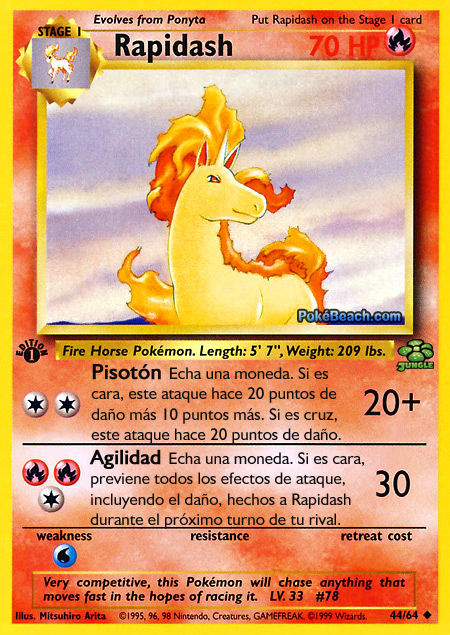 Evolves from Ponyta Put Rapidash on the Stage 1 card
STAGE 1
Rapidash 70 HP
PokéBeach.com
EDITION
1
Fire Horse Pokémon. Length: 5' 7", Weight: 209 lbs.
JUNGLE
Pisotón Echa una moneda. Si es
cara, este ataque hace 20 puntos de
daño más 10 puntos más. Si es cruz,
este ataque hace 20 puntos de daño.
20+
Agilidad Echa una moneda. Si es cara,
previene todos los efectos de ataque,
incluyendo el daño, hechos a Rapidash
durante el próximo turno de tu rival.
30
weakness resistance retreat cost
Very competitive, this Pokémon will chase anything that
moves fast in the hopes of racing it. LV. 33 #78
Illus. Mitsuhiro Arita ©1995, 96, 98 Nintendo, Creatures, GAMEFREAK. ©1999 Wizards. 44/64